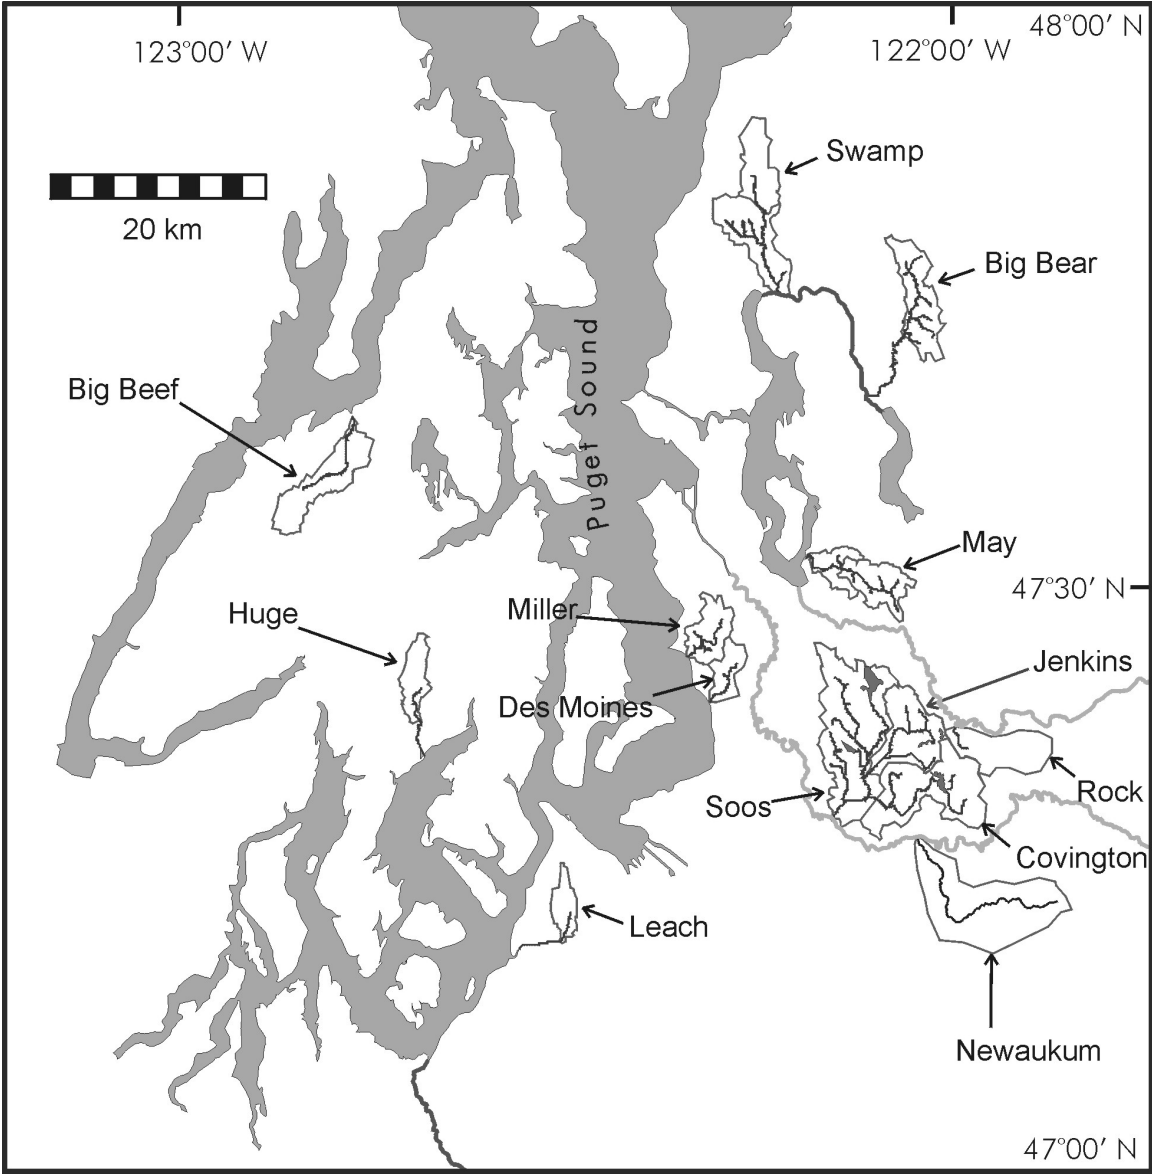 48°00′ N
123°00′ W
122°00′ W
Swamp
20 km
Big Bear
Puget Sound
Big Beef
May
47°30′ N
Miller
Huge
Jenkins
Des Moines
Rock
Soos
Covington
Leach
Newaukum
47°00′ N